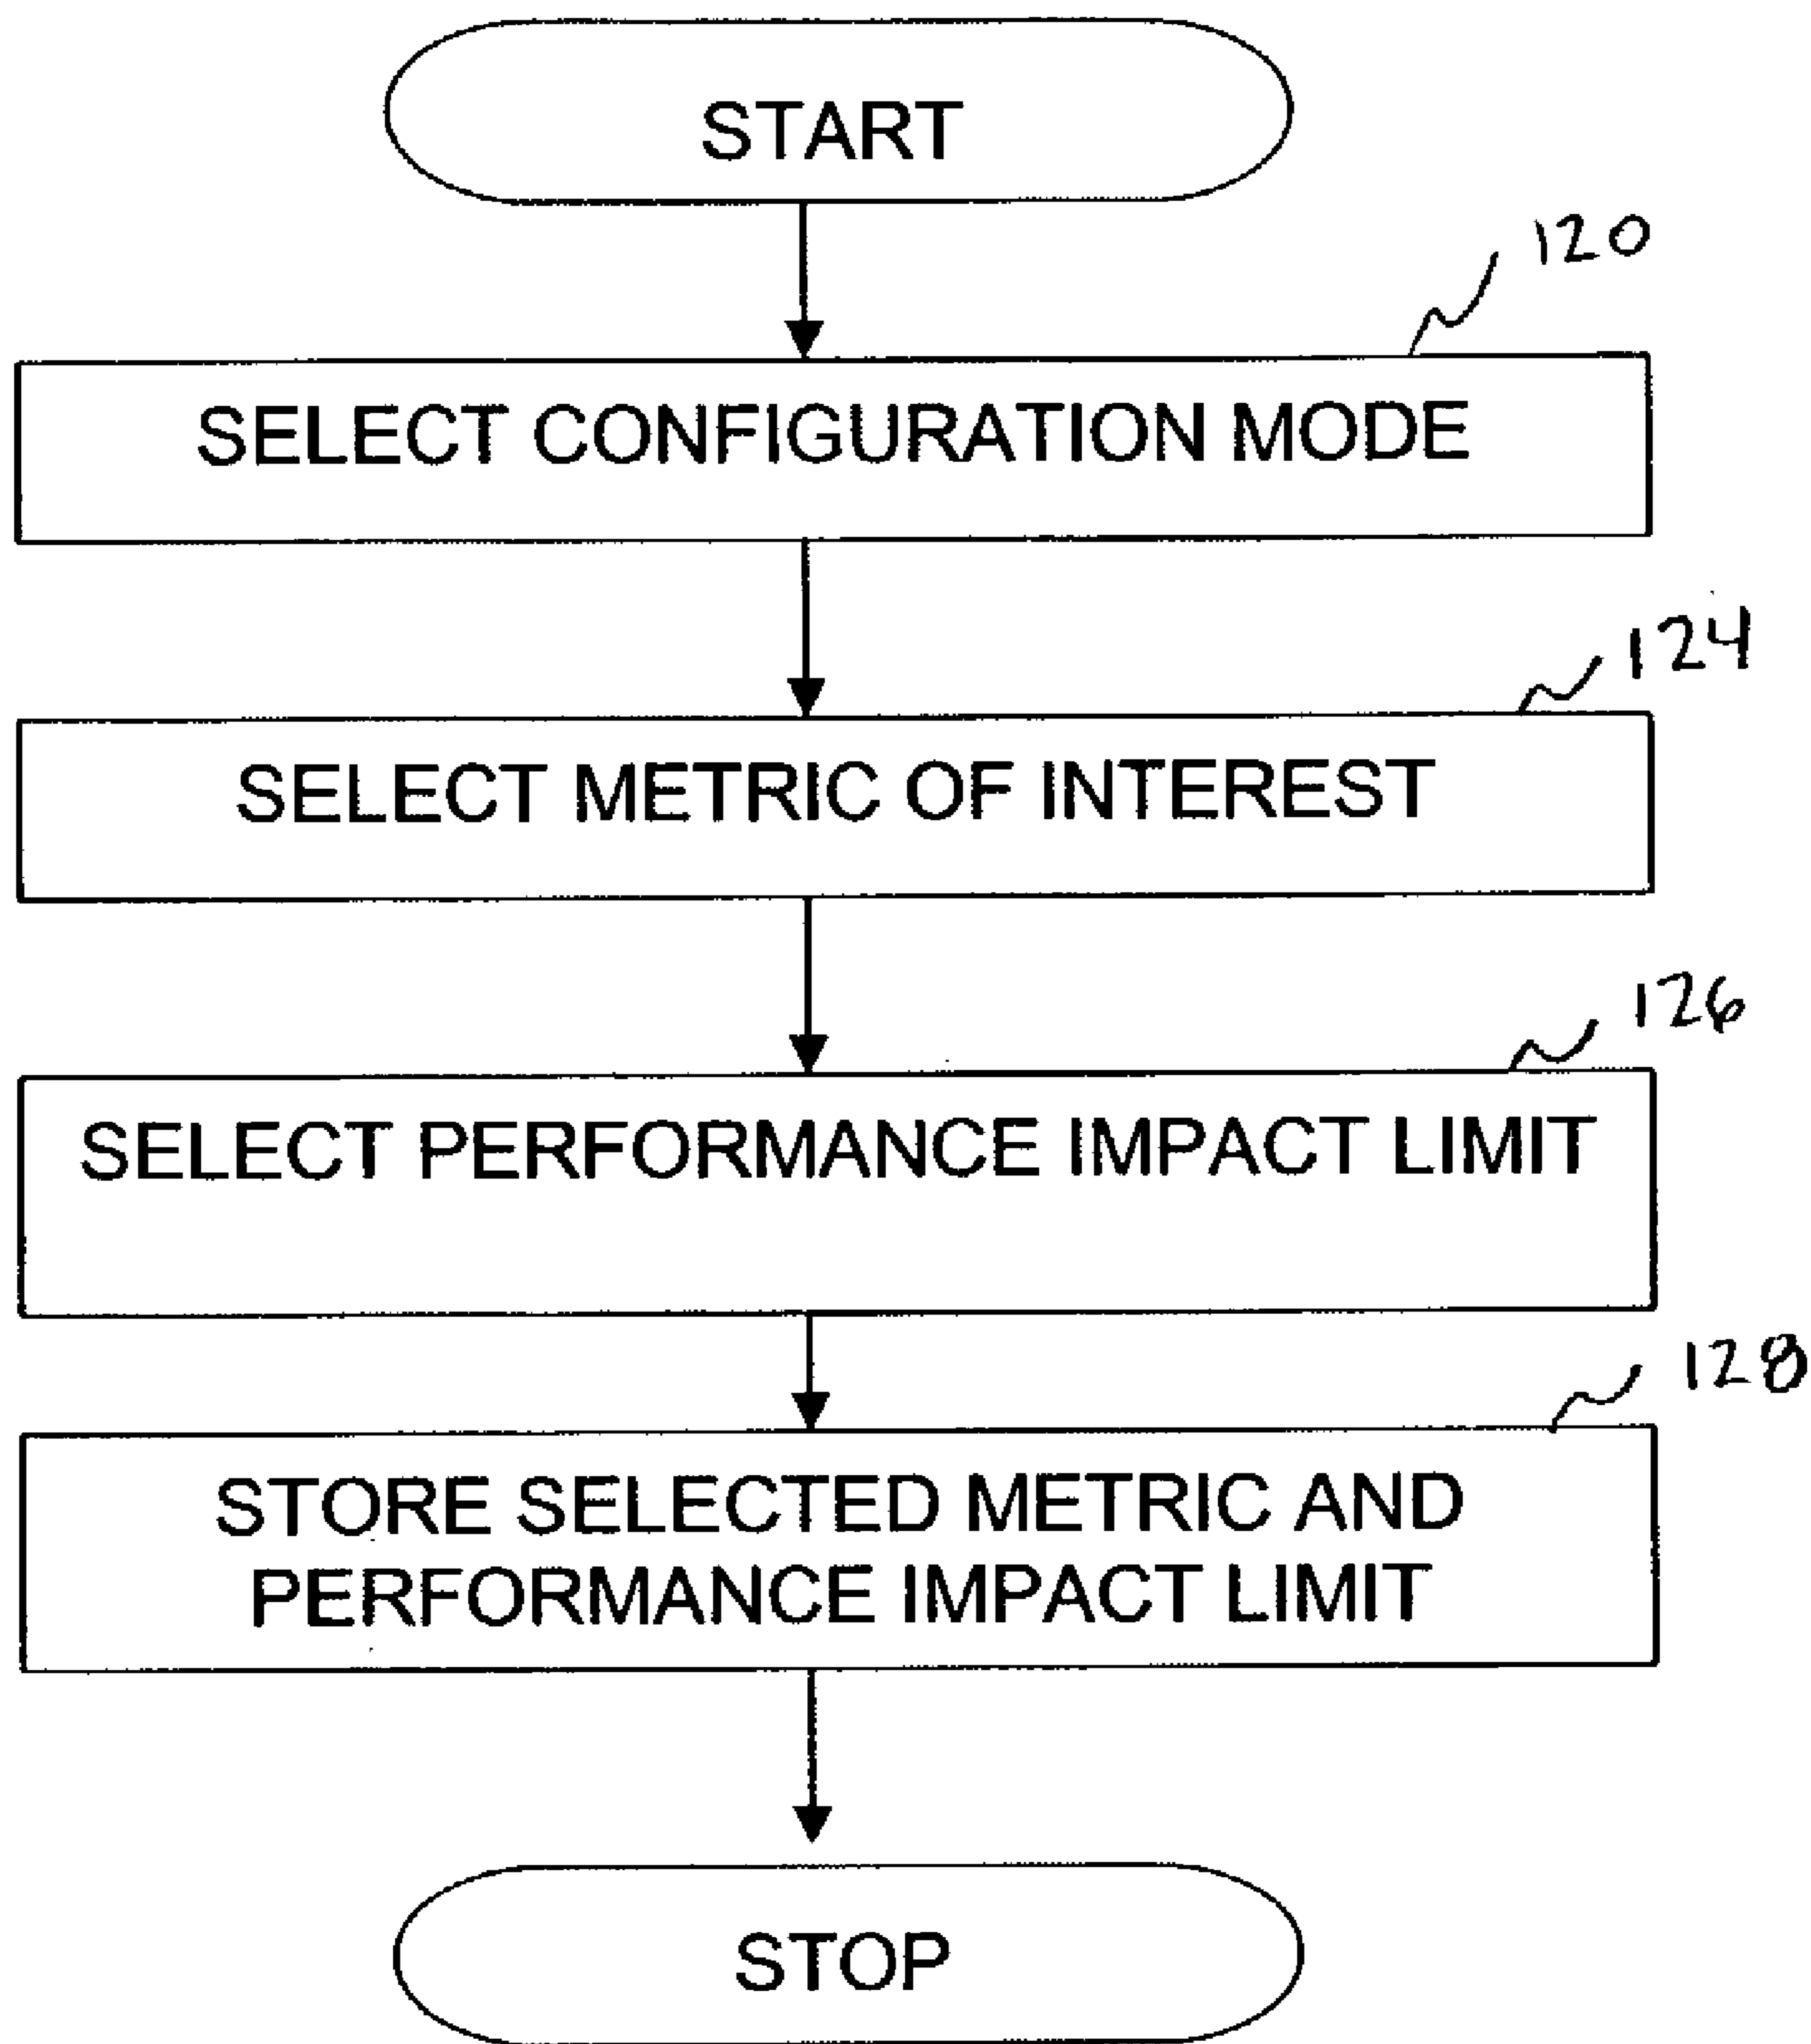 START
120
SELECT CONFIGURATION MODE
124
SELECT METRIC OF INTEREST
126
SELECT PERFORMANCE IMPACT LIMIT
128
STORE SELECTED METRIC AND
PERFORMANCE IMPACT LIMIT
STOP